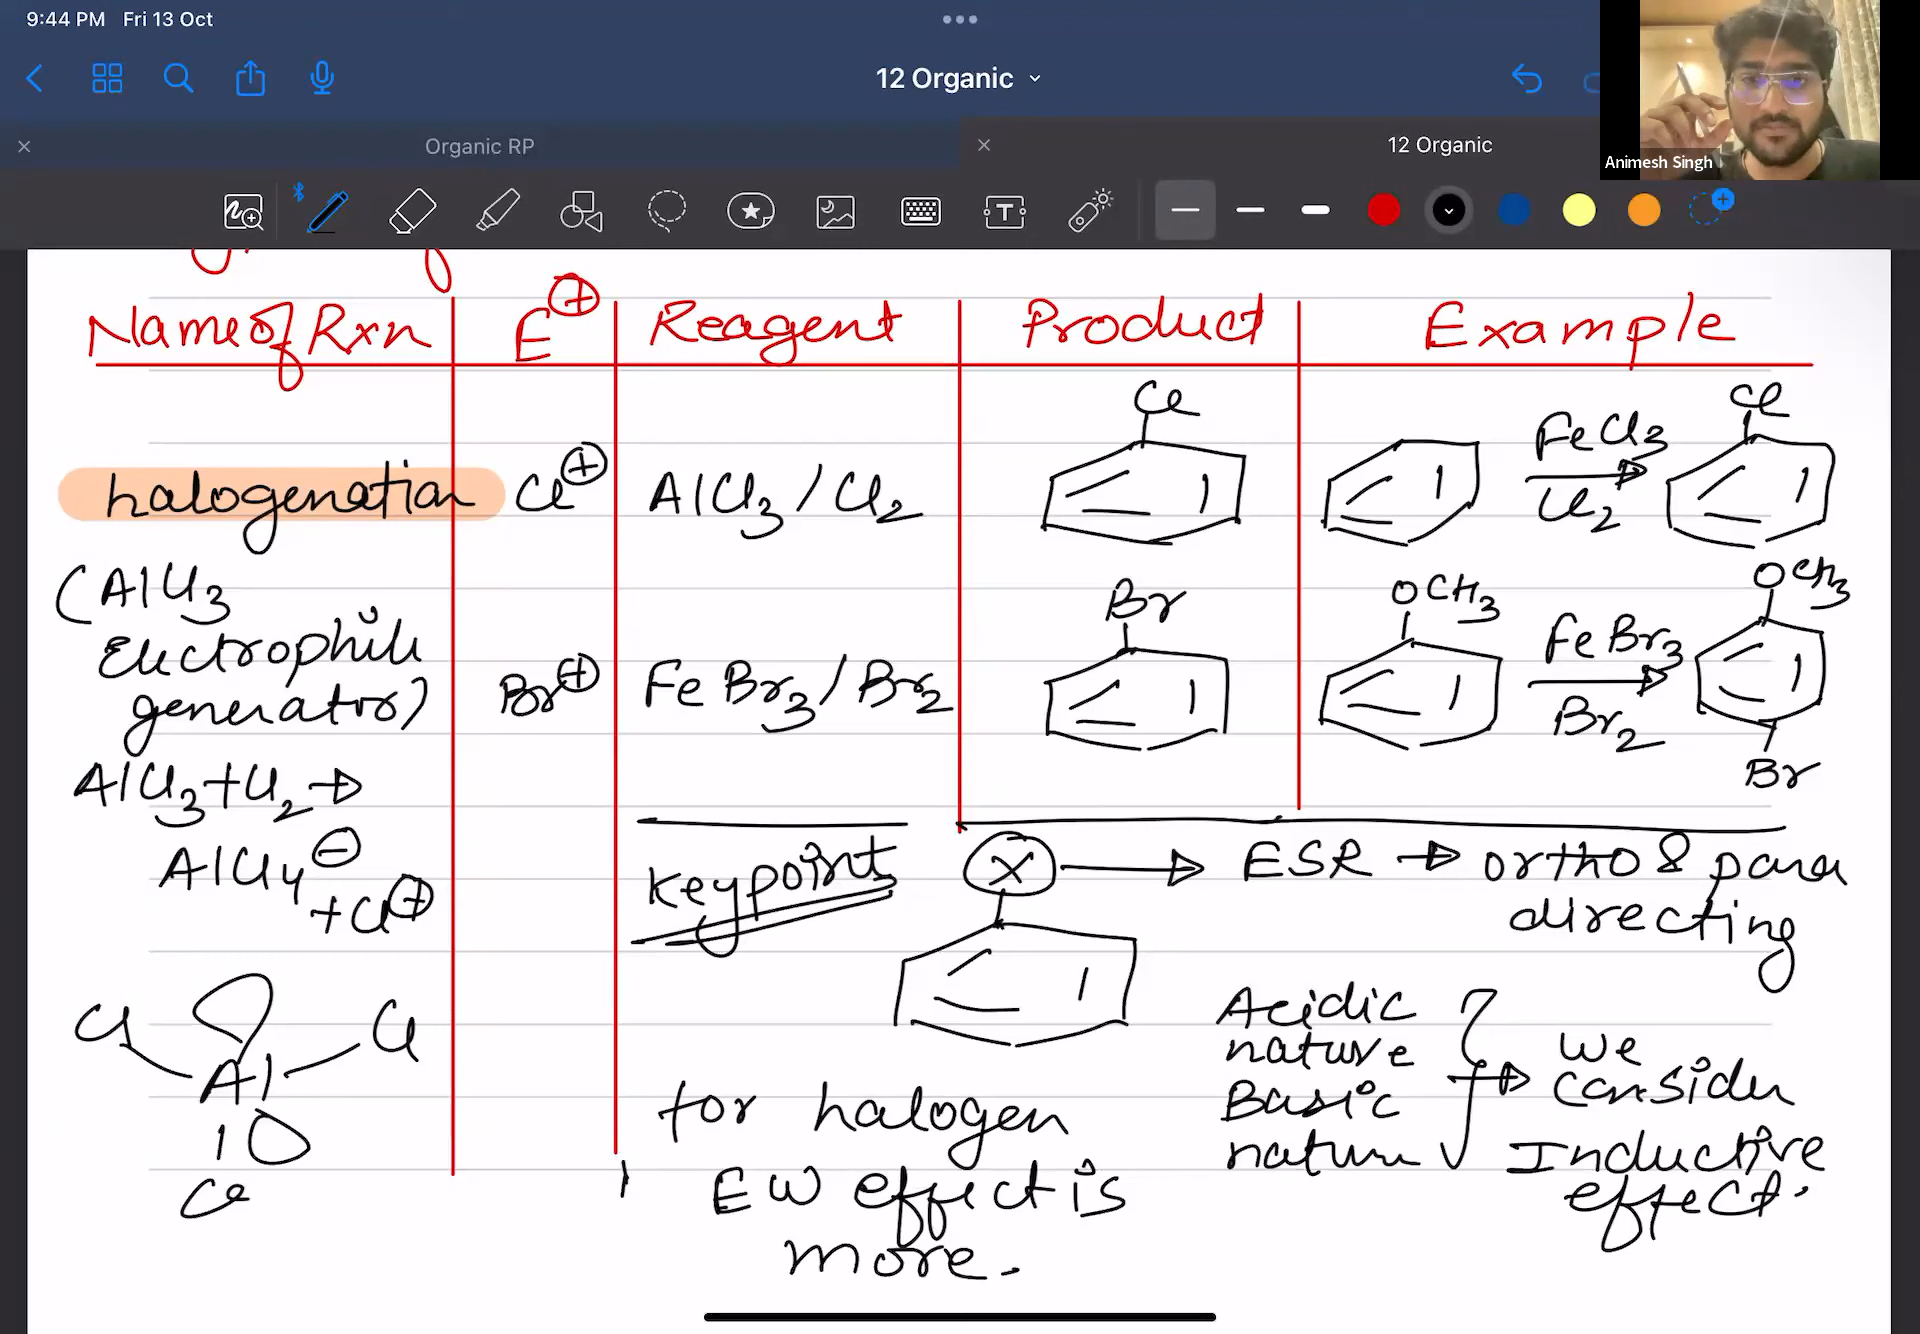 9:44 PM Fri 13 Oct
12 Organic
Organic RP
12 Organic
Animesh Singh
Name of Rxn E⊕ Reagent Product Example
halogenation Cl⊕ AlCl3/Cl2 Cl FeCl3 Cl
Cl2
(AlCl3
Electrophile
generator)
Br⊕ FeBr3/Br2 Br OCH3 FeBr3 OCH3
Br2
Br
AlCl3+Cl2 →
AlCl4⊖
+Cl⊕
Cl Al Cl
Cl
Keypoint X → ESR → ortho & para
directing
for halogen
EW effect is
more.
Acidic
nature
Basic
nature
→ We
consider
Inductive
effect.